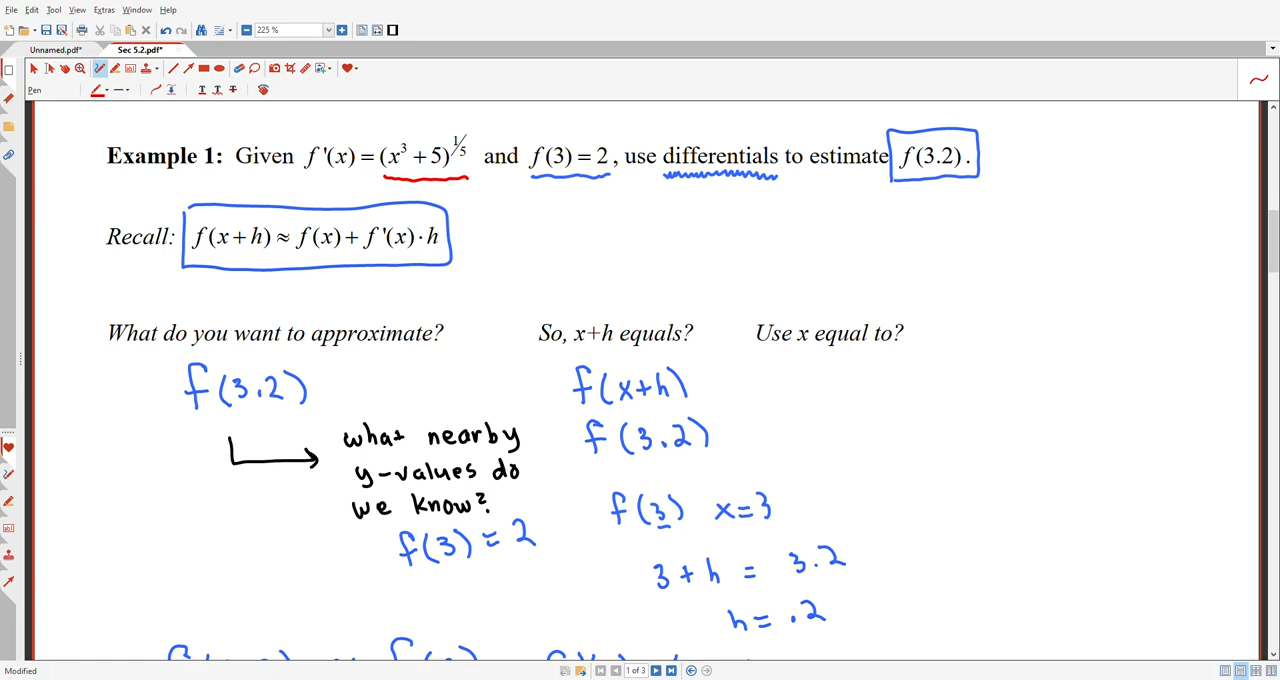 File Edit Tool View Extras Window Help
225 %
Unnamed.pdf* Sec 5.2.pdf*
Pen
Example 1: Given f '(x) = (x³ + 5)^{1/5} and f(3) = 2, use differentials to estimate f(3.2).
Recall: f(x + h) ≈ f(x) + f '(x) · h
What do you want to approximate? So, x+h equals? Use x equal to?
f(3.2)
what nearby
y-values do
we know?
f(3) = 2
f(x+h)
f(3.2)
f(3) x=3
3 + h = 3.2
h = .2
Modified
1 of 3